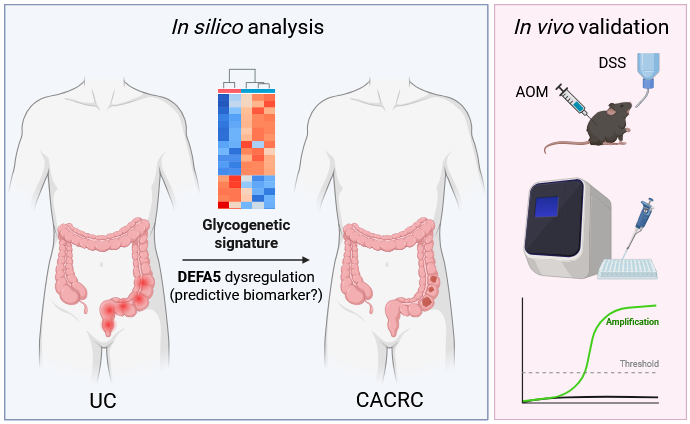 In silico analysis
Glycogenetic
signature
DEFA5 dysregulation
(predictive biomarker?)
UC
CACRC
In vivo validation
DSS
AOM
Amplification
Threshold